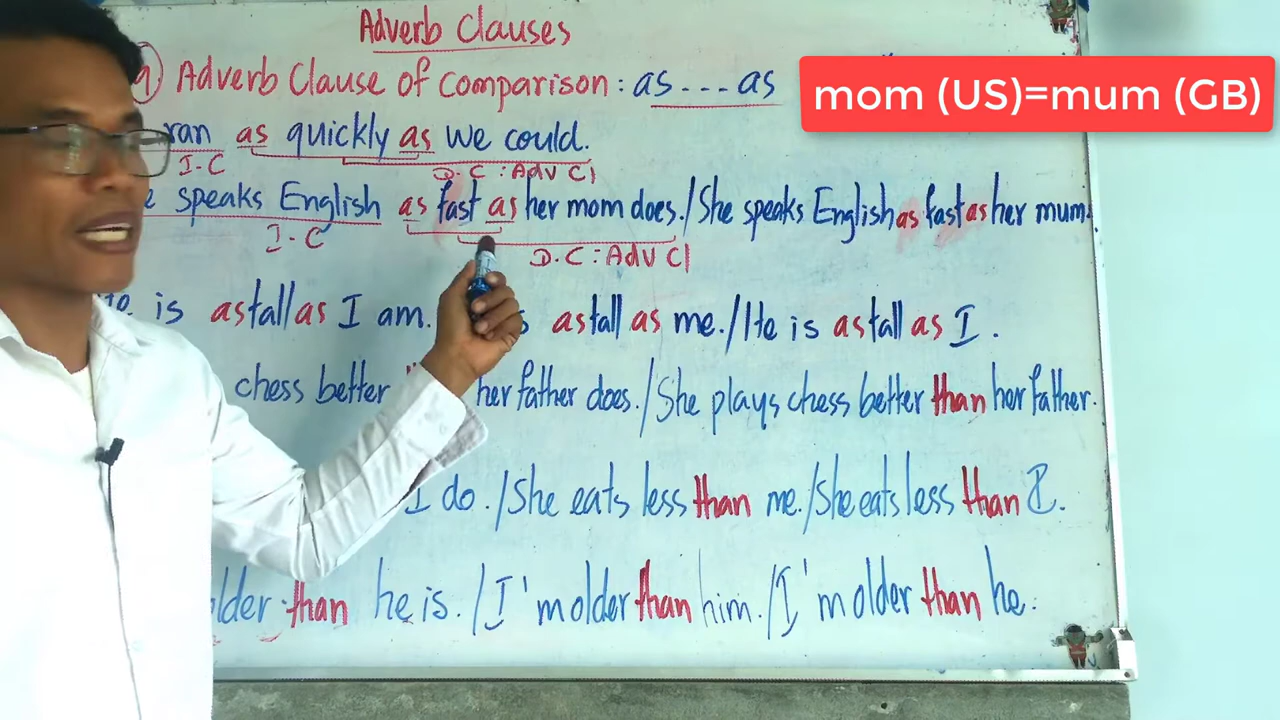 Adverb Clauses
a) Adverb Clause of Comparison: as...as
mom (US)=mum (GB)
ran as quickly as we could.
I-C D.C:Adv Cl
e speaks English as fast as her mom does./She speaks English as fast as her mum.
I-C D.C:Adv Cl
He is as tall as I am. as tall as me./He is as tall as I.
chess better her father does./She plays chess better than her father.
I do./She eats less than me./She eats less than I.
older than he is./I'm older than him./I'm older than he.